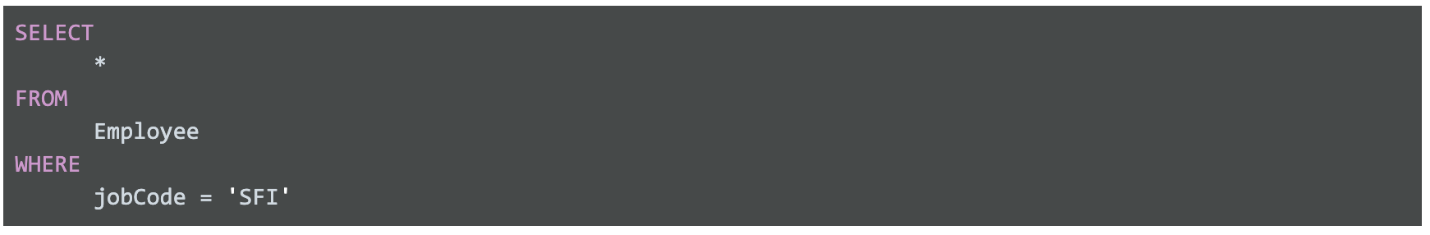 SELECT
*
FROM
Employee
WHERE
jobCode = 'SFI'